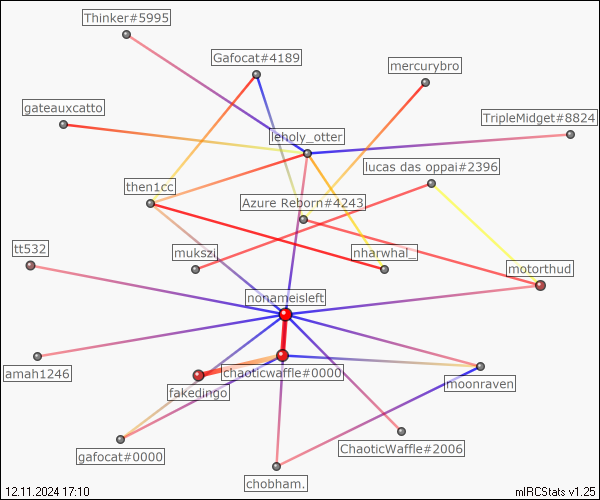 Thinker#5995
Gafocat#4189
mercurybro
gateauxcatto
TripleMidget#8824
leholy_otter
lucas das oppai#2396
then1cc
Azure Reborn#4243
tt532
mukszi
nharwhal_
motorthud
nonameisleft
amah1246
chaoticwaffle#0000
fakedingo
moonraven
gafocat#0000
ChaoticWaffle#2006
chobham.
12.11.2024 17:10
mIRCStats v1.25